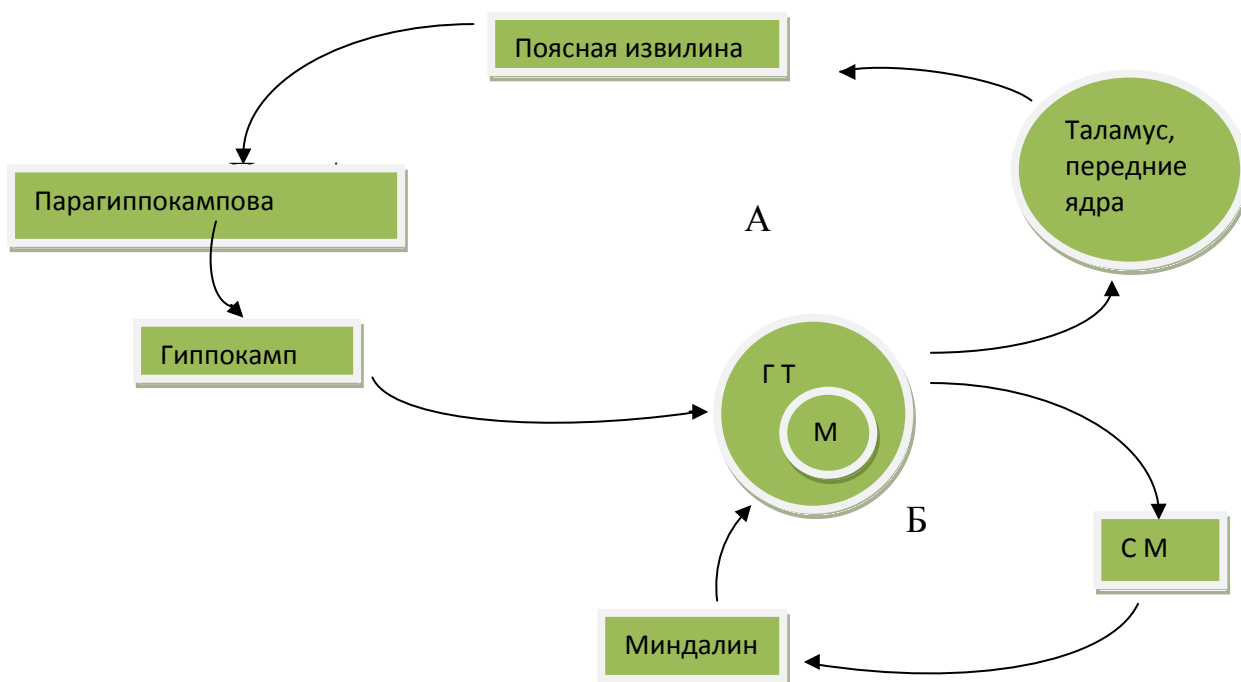 Поясная извилина
Таламус,
передние
ядра
Парагиппокампова
А
Гиппокамп
Г Т
М
Б
С М
Миндалин